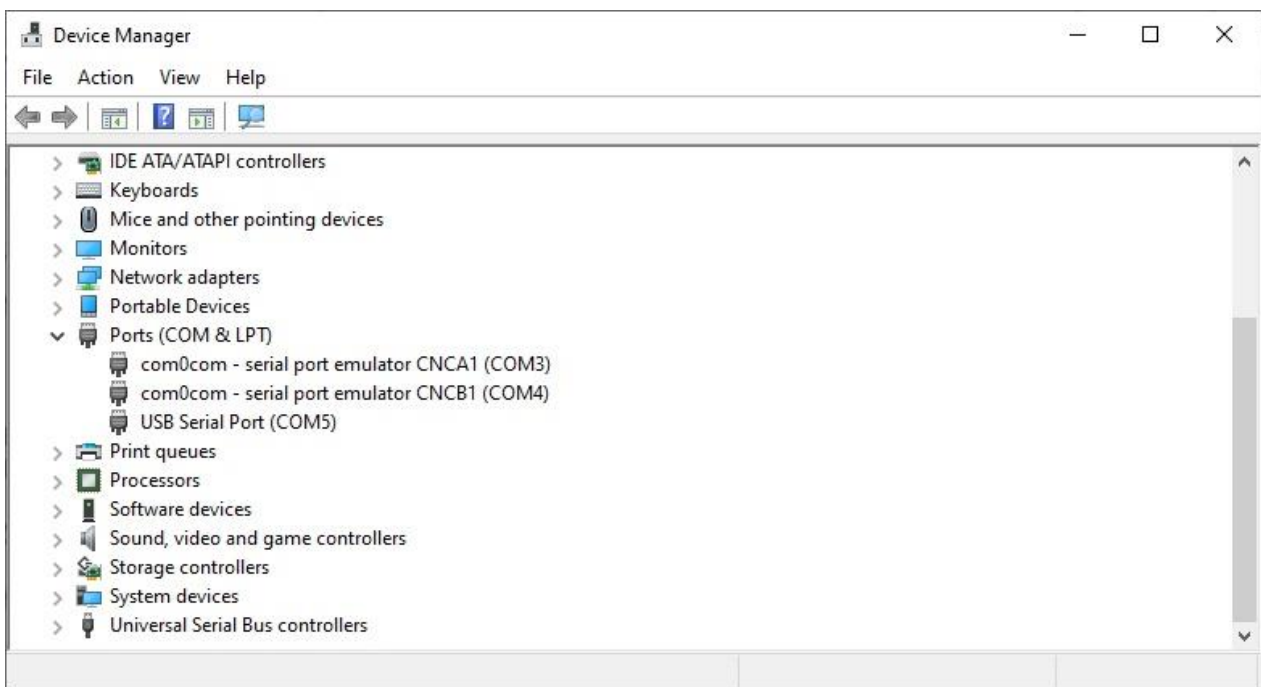 Device Manager
File Action View Help
IDE ATA/ATAPI controllers
Keyboards
Mice and other pointing devices
Monitors
Network adapters
Portable Devices
Ports (COM & LPT)
com0com - serial port emulator CNCA1 (COM3)
com0com - serial port emulator CNCB1 (COM4)
USB Serial Port (COM5)
Print queues
Processors
Software devices
Sound, video and game controllers
Storage controllers
System devices
Universal Serial Bus controllers